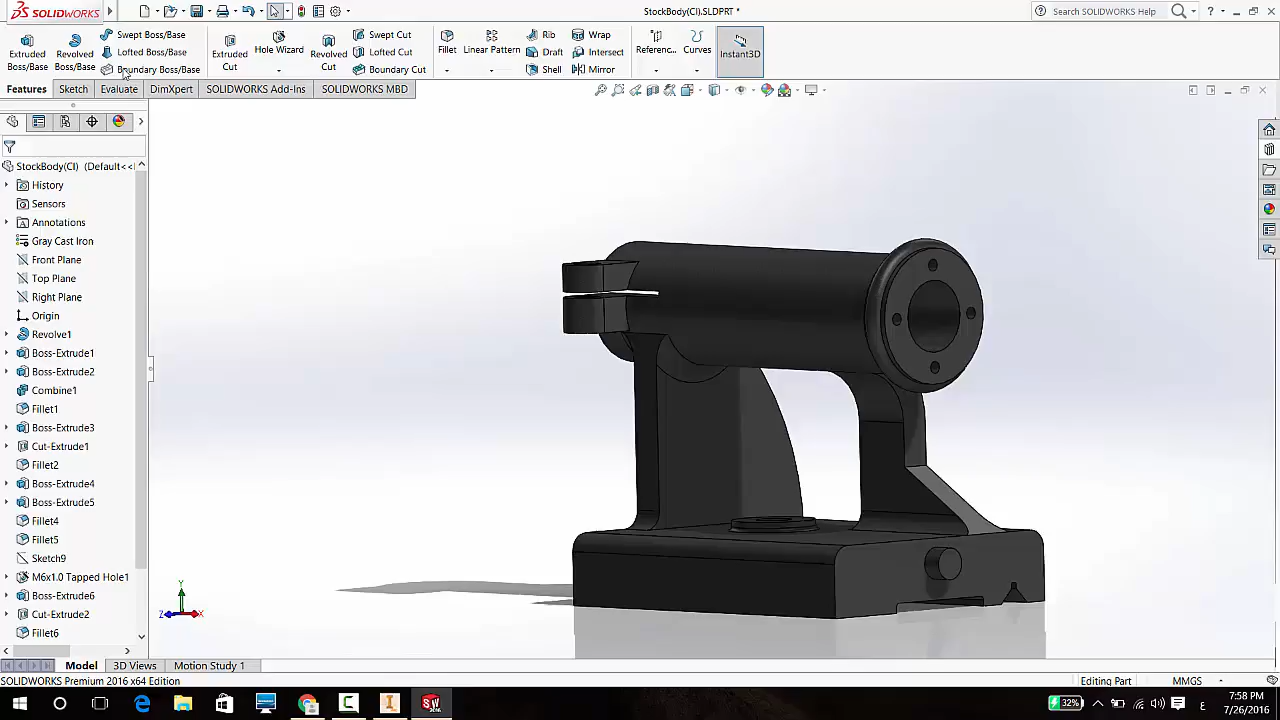 SOLIDWORKS
StockBody(CI).SLDPRT *
Search SOLIDWORKS Help
Extruded Boss/Base
Revolved Boss/Base
Swept Boss/Base
Lofted Boss/Base
Boundary Boss/Base
Extruded Cut
Hole Wizard
Revolved Cut
Swept Cut
Lofted Cut
Boundary Cut
Fillet
Linear Pattern
Rib
Draft
Shell
Wrap
Intersect
Mirror
Referenc...
Curves
Instant3D
Features
Sketch
Evaluate
DimXpert
SOLIDWORKS Add-Ins
SOLIDWORKS MBD
StockBody(CI) (Default<<I
History
Sensors
Annotations
Gray Cast Iron
Front Plane
Top Plane
Right Plane
Origin
Revolve1
Boss-Extrude1
Boss-Extrude2
Combine1
Fillet1
Boss-Extrude3
Cut-Extrude1
Fillet2
Boss-Extrude4
Boss-Extrude5
Fillet4
Fillet5
Sketch9
M6x1.0 Tapped Hole1
Boss-Extrude6
Cut-Extrude2
Fillet6
Y
Z
X
Model
3D Views
Motion Study 1
SOLIDWORKS Premium 2016 x64 Edition
Editing Part
MMGS
32%
7:58 PM
7/26/2016